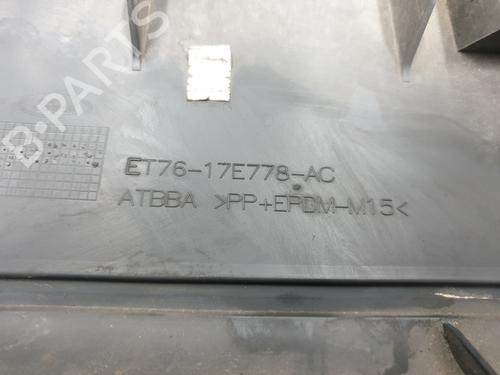 B-PARTS
ET76-17E778-AC
ATBBA >PP+EPDM-M15<